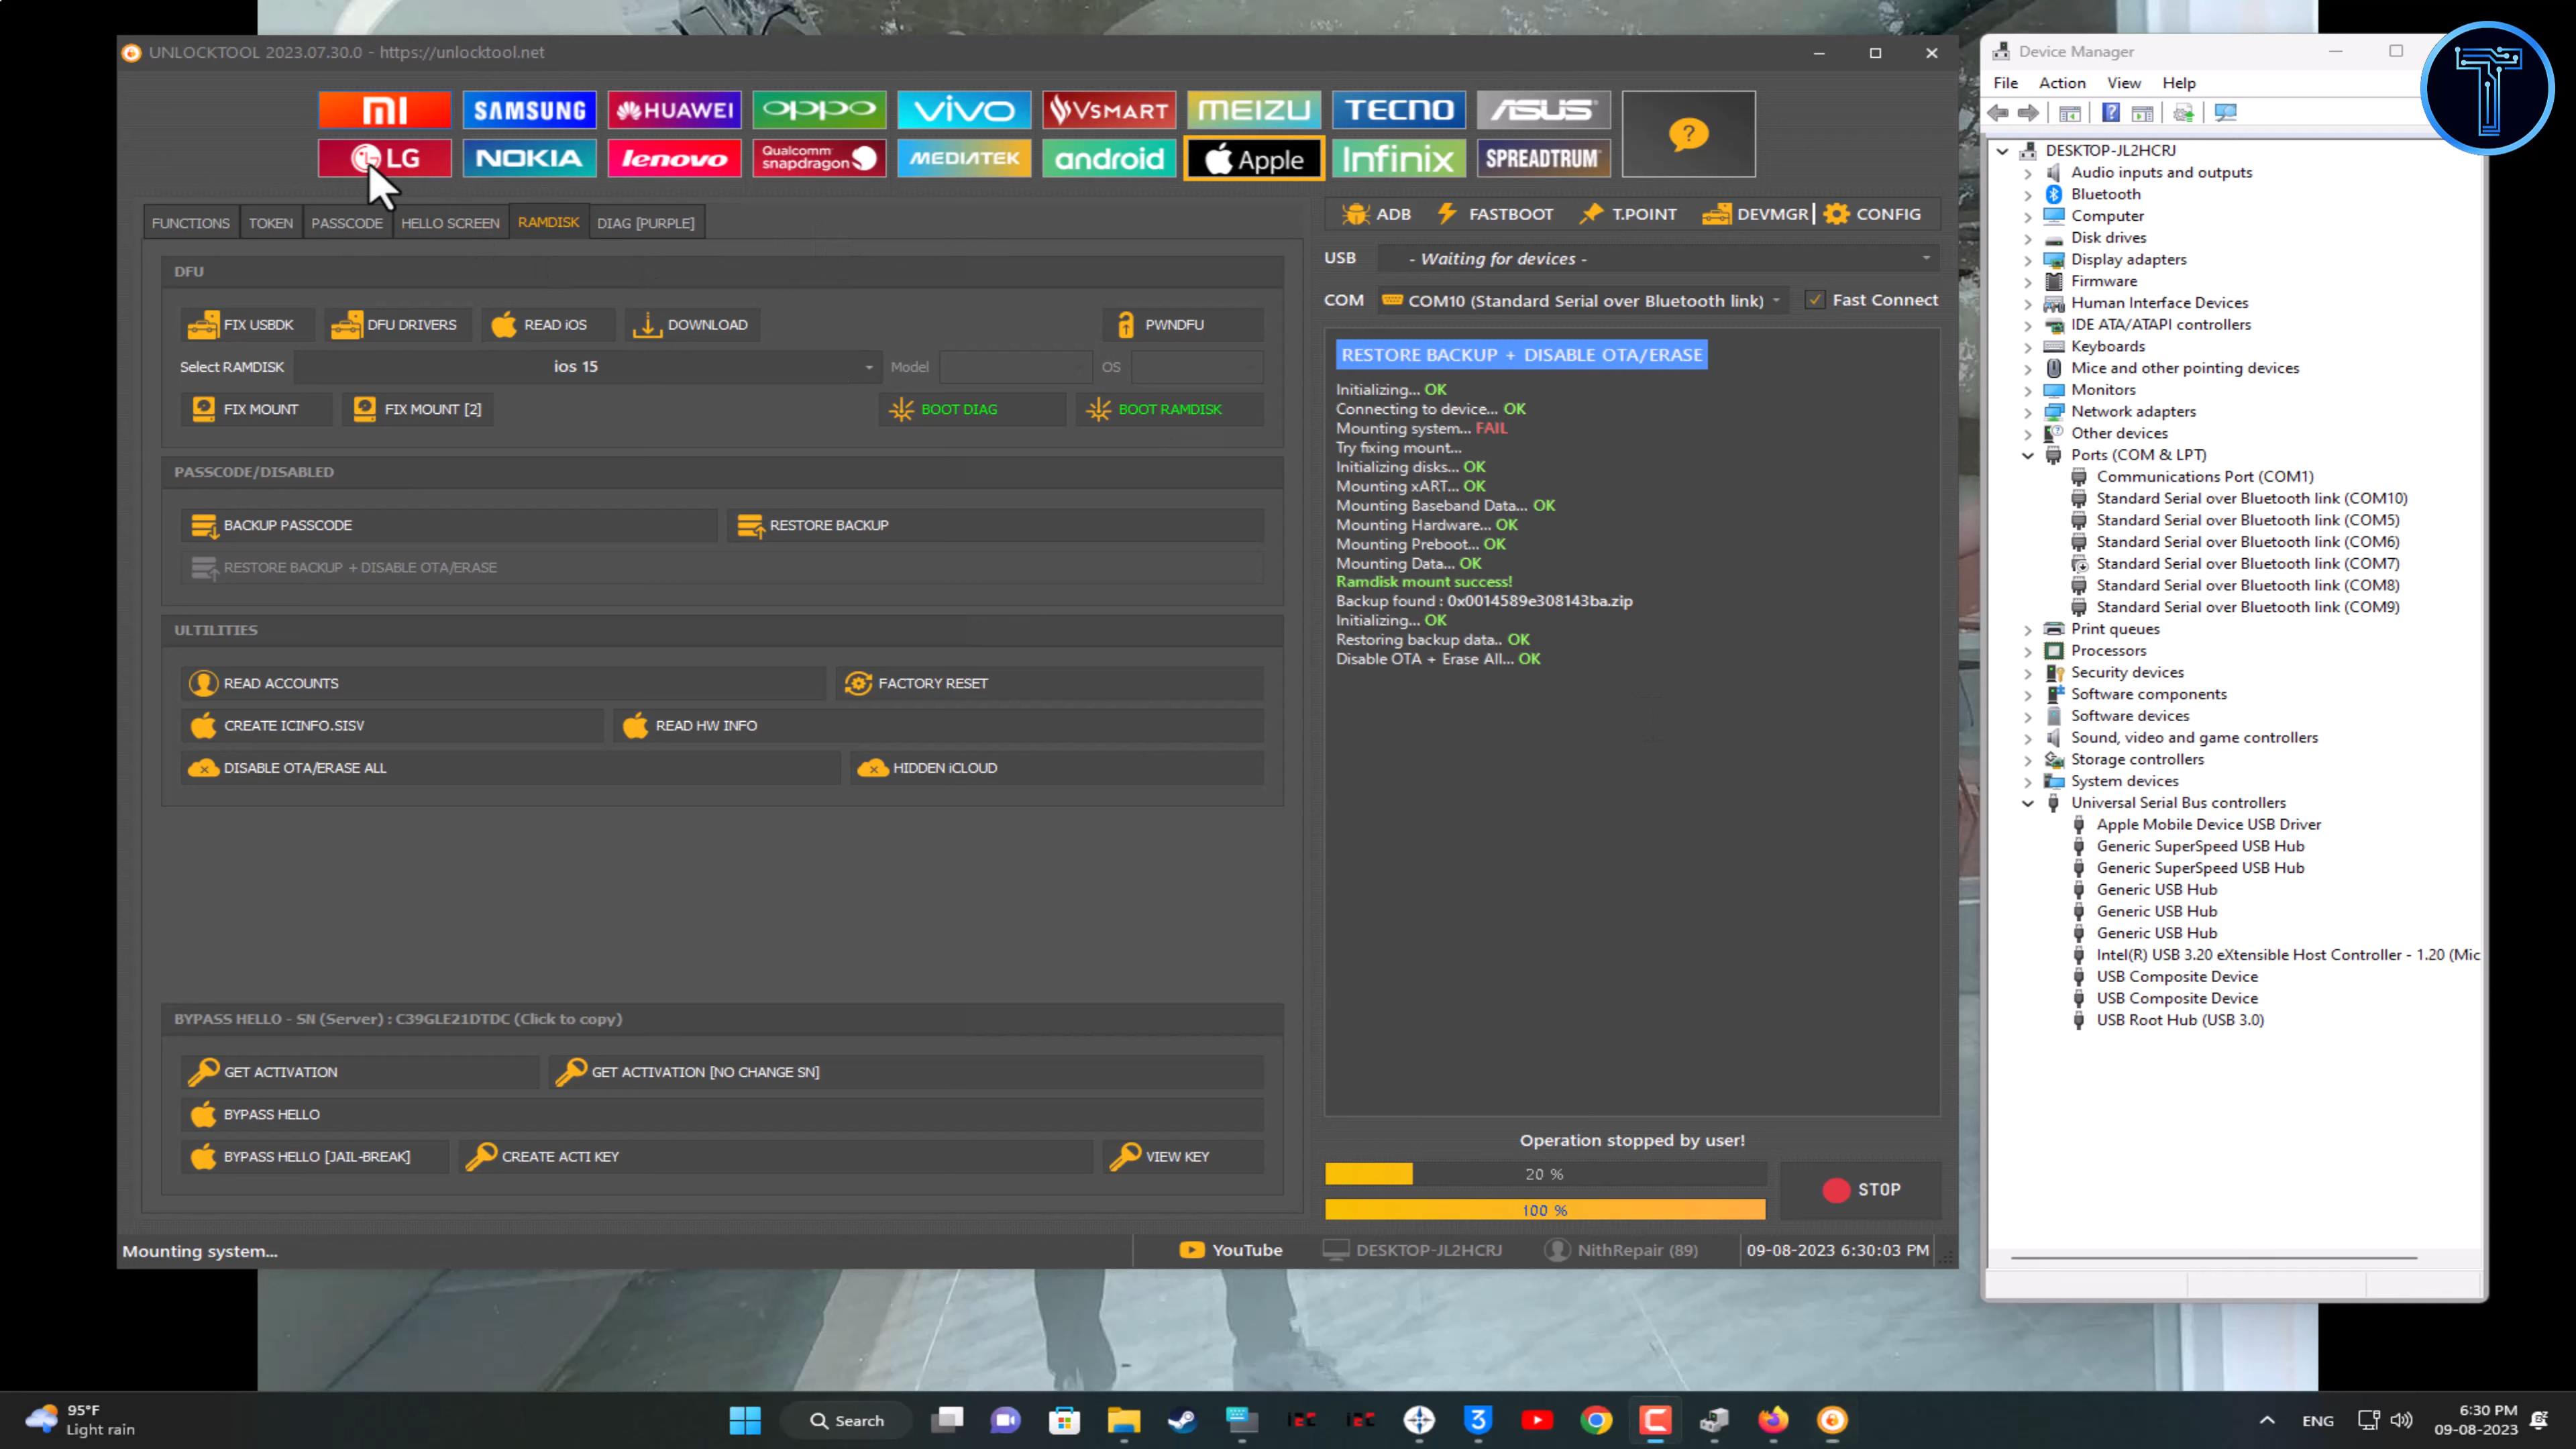 UNLOCKTOOL 2023.07.30.0 - https://unlocktool.net
MI SAMSUNG HUAWEI oppo vivo VSMART MEIZU TECNO ASUS ?
LG NOKIA lenovo Qualcomm snapdragon MEDIATEK android Apple Infinix SPREADTRUM
FUNCTIONS TOKEN PASSCODE HELLO SCREEN RAMDISK DIAG [PURPLE]
DFU
FIX USBDK DFU DRIVERS READ iOS DOWNLOAD PWNDFU
Select RAMDISK ios 15 Model OS
FIX MOUNT FIX MOUNT [2] BOOT DIAG BOOT RAMDISK
PASSCODE/DISABLED
BACKUP PASSCODE RESTORE BACKUP
RESTORE BACKUP + DISABLE OTA/ERASE
ULTILITIES
READ ACCOUNTS FACTORY RESET
CREATE ICINFO.SISV READ HW INFO
DISABLE OTA/ERASE ALL HIDDEN iCLOUD
BYPASS HELLO - SN (Server) : C39GLE21DTDC (Click to copy)
GET ACTIVATION GET ACTIVATION [NO CHANGE SN]
BYPASS HELLO
BYPASS HELLO [JAIL-BREAK] CREATE ACTI KEY VIEW KEY
Mounting system...
ADB FASTBOOT T.POINT DEVMGR CONFIG
USB - Waiting for devices -
COM COM10 (Standard Serial over Bluetooth link) Fast Connect
RESTORE BACKUP + DISABLE OTA/ERASE
Initializing... OK
Connecting to device... OK
Mounting system... FAIL
Try fixing mount...
Initializing disks... OK
Mounting xART... OK
Mounting Baseband Data... OK
Mounting Hardware... OK
Mounting Preboot... OK
Mounting Data... OK
Ramdisk mount success!
Backup found : 0x0014589e308143ba.zip
Initializing... OK
Restoring backup data.. OK
Disable OTA + Erase All... OK
Operation stopped by user!
20 %
100 %
STOP
YouTube DESKTOP-JL2HCRJ NithRepair (89) 09-08-2023 6:30:03 PM
Device Manager
File Action View Help
DESKTOP-JL2HCRJ
Audio inputs and outputs
Bluetooth
Computer
Disk drives
Display adapters
Firmware
Human Interface Devices
IDE ATA/ATAPI controllers
Keyboards
Mice and other pointing devices
Monitors
Network adapters
Other devices
Ports (COM & LPT)
Communications Port (COM1)
Standard Serial over Bluetooth link (COM10)
Standard Serial over Bluetooth link (COM5)
Standard Serial over Bluetooth link (COM6)
Standard Serial over Bluetooth link (COM7)
Standard Serial over Bluetooth link (COM8)
Standard Serial over Bluetooth link (COM9)
Print queues
Processors
Security devices
Software components
Software devices
Sound, video and game controllers
Storage controllers
System devices
Universal Serial Bus controllers
Apple Mobile Device USB Driver
Generic SuperSpeed USB Hub
Generic SuperSpeed USB Hub
Generic USB Hub
Generic USB Hub
Generic USB Hub
Intel(R) USB 3.20 eXtensible Host Controller - 1.20 (Mic
USB Composite Device
USB Composite Device
USB Root Hub (USB 3.0)
95°F
Light rain
Search
ENG
6:30 PM
09-08-2023